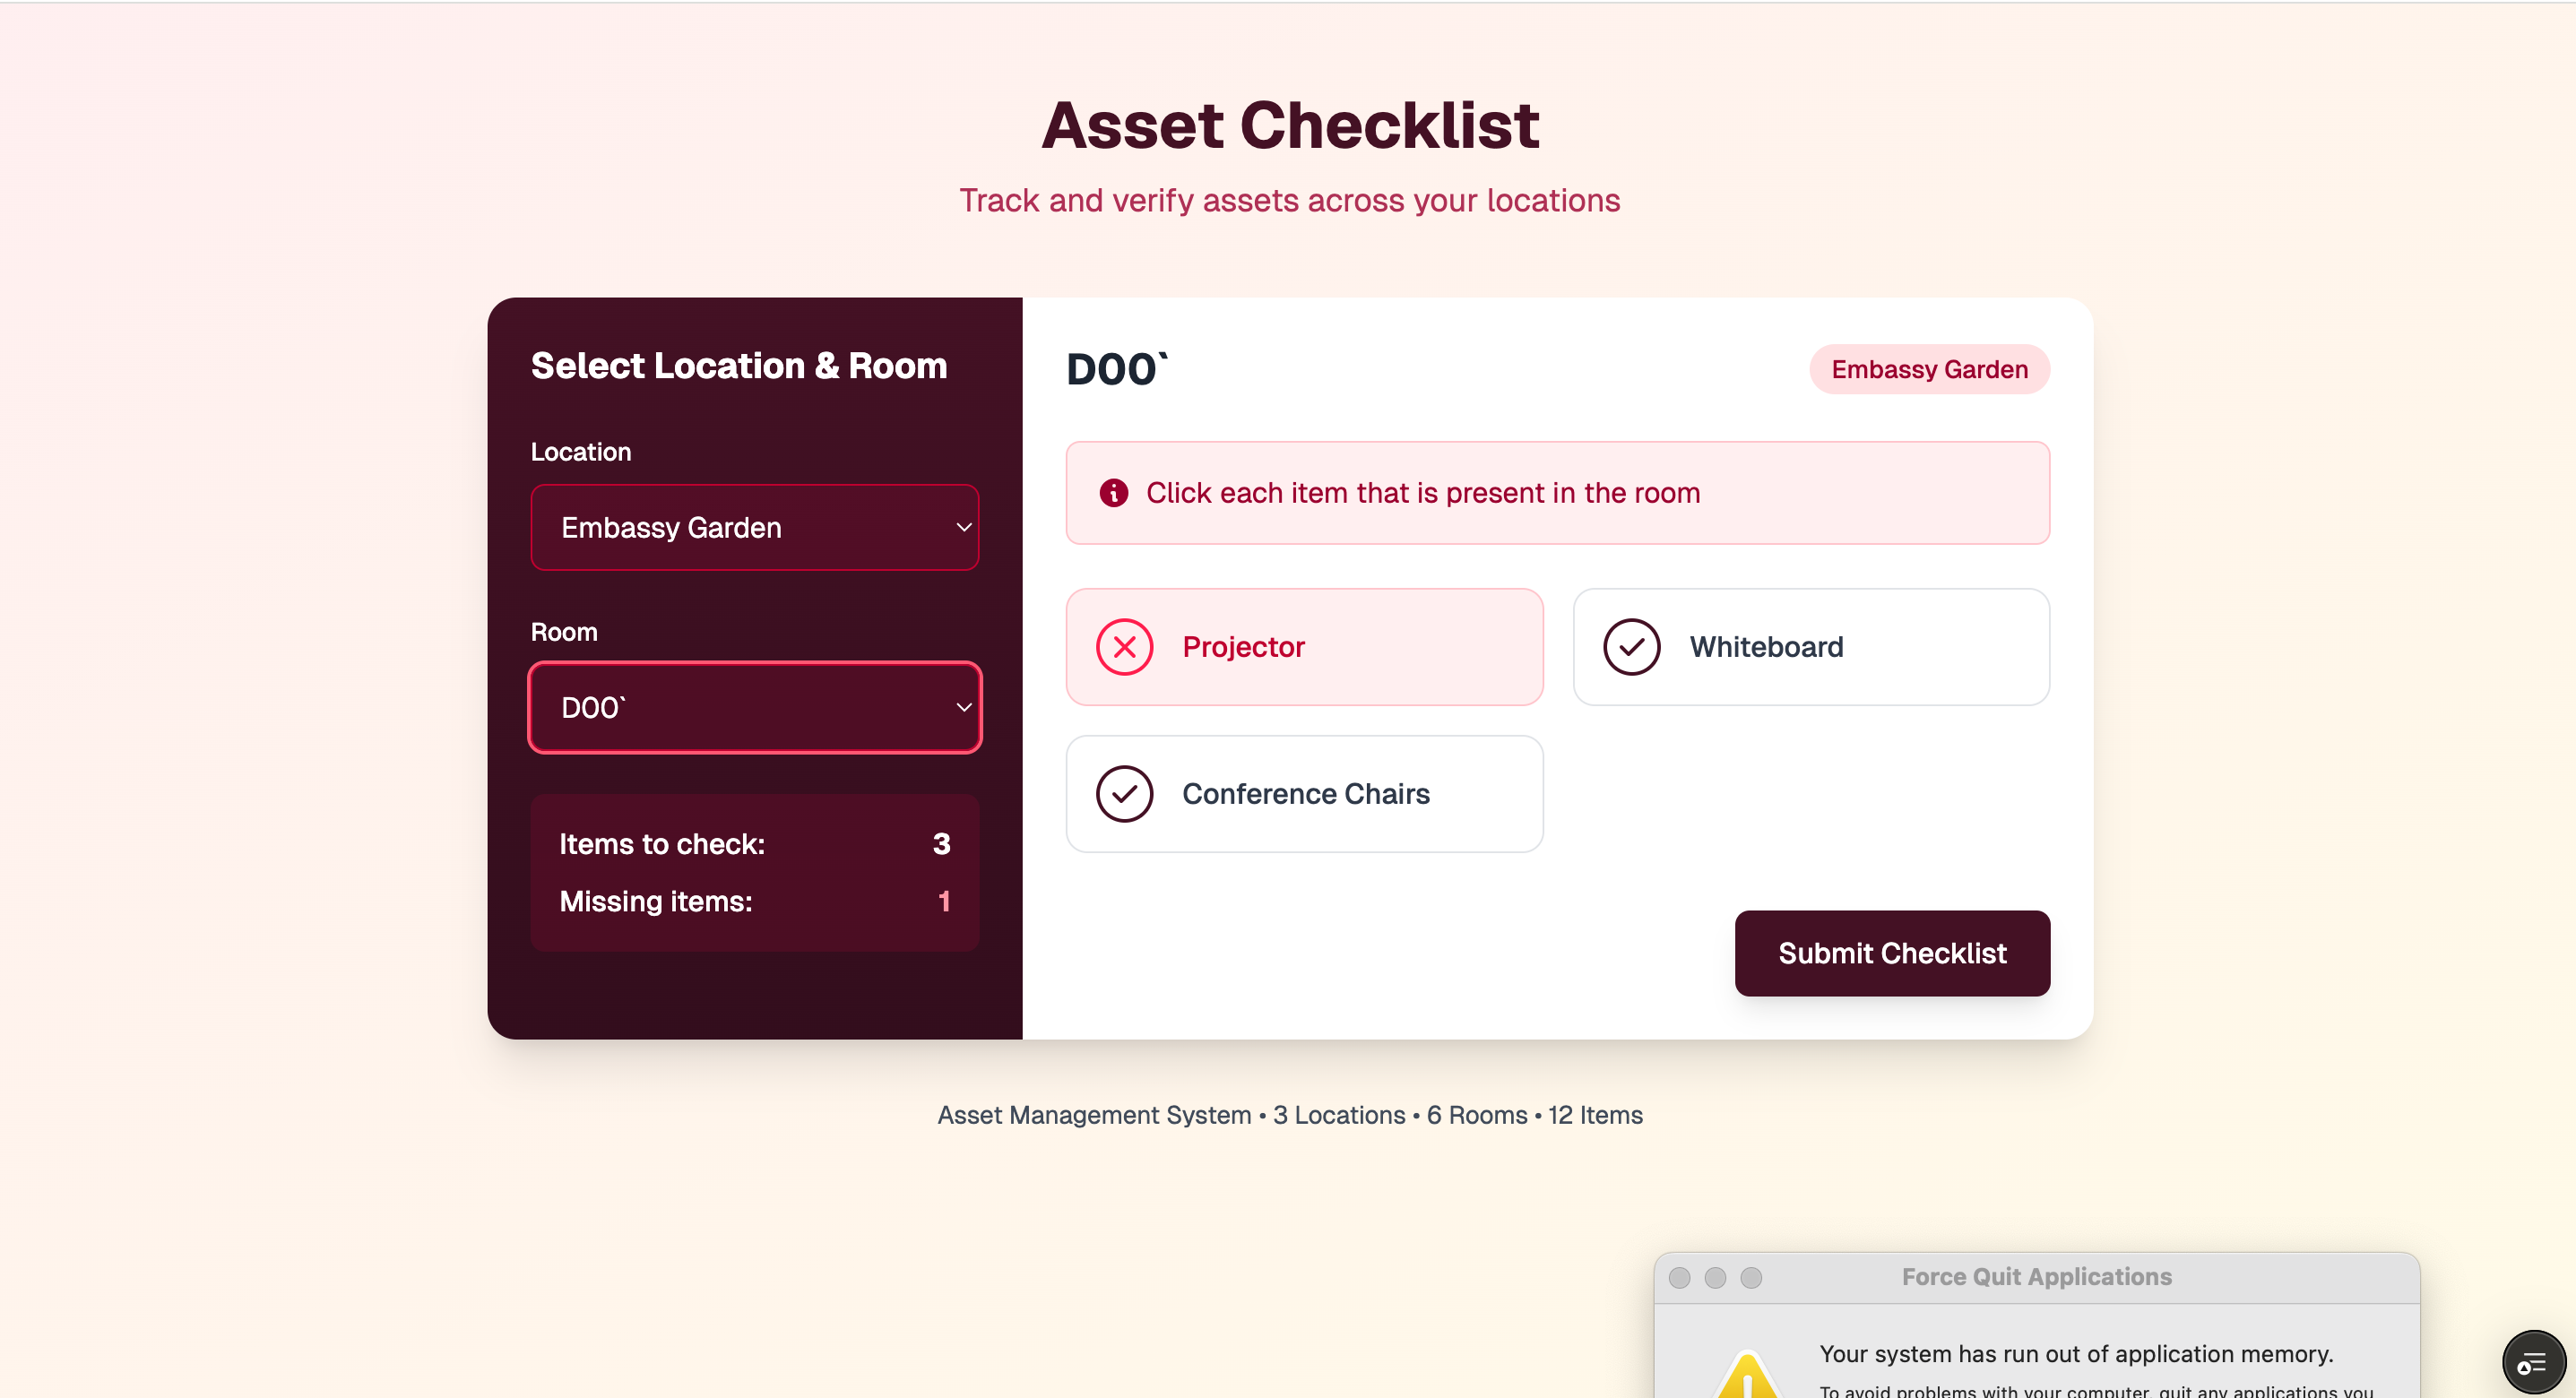 Asset Checklist
Track and verify assets across your locations
Select Location & Room
Location
Embassy Garden
Room
D00`
Items to check: 3
Missing items: 1
D00`
Embassy Garden
Click each item that is present in the room
Projector
Whiteboard
Conference Chairs
Submit Checklist
Asset Management System • 3 Locations • 6 Rooms • 12 Items
Force Quit Applications
Your system has run out of application memory.
To avoid problems with your computer, quit any applications you